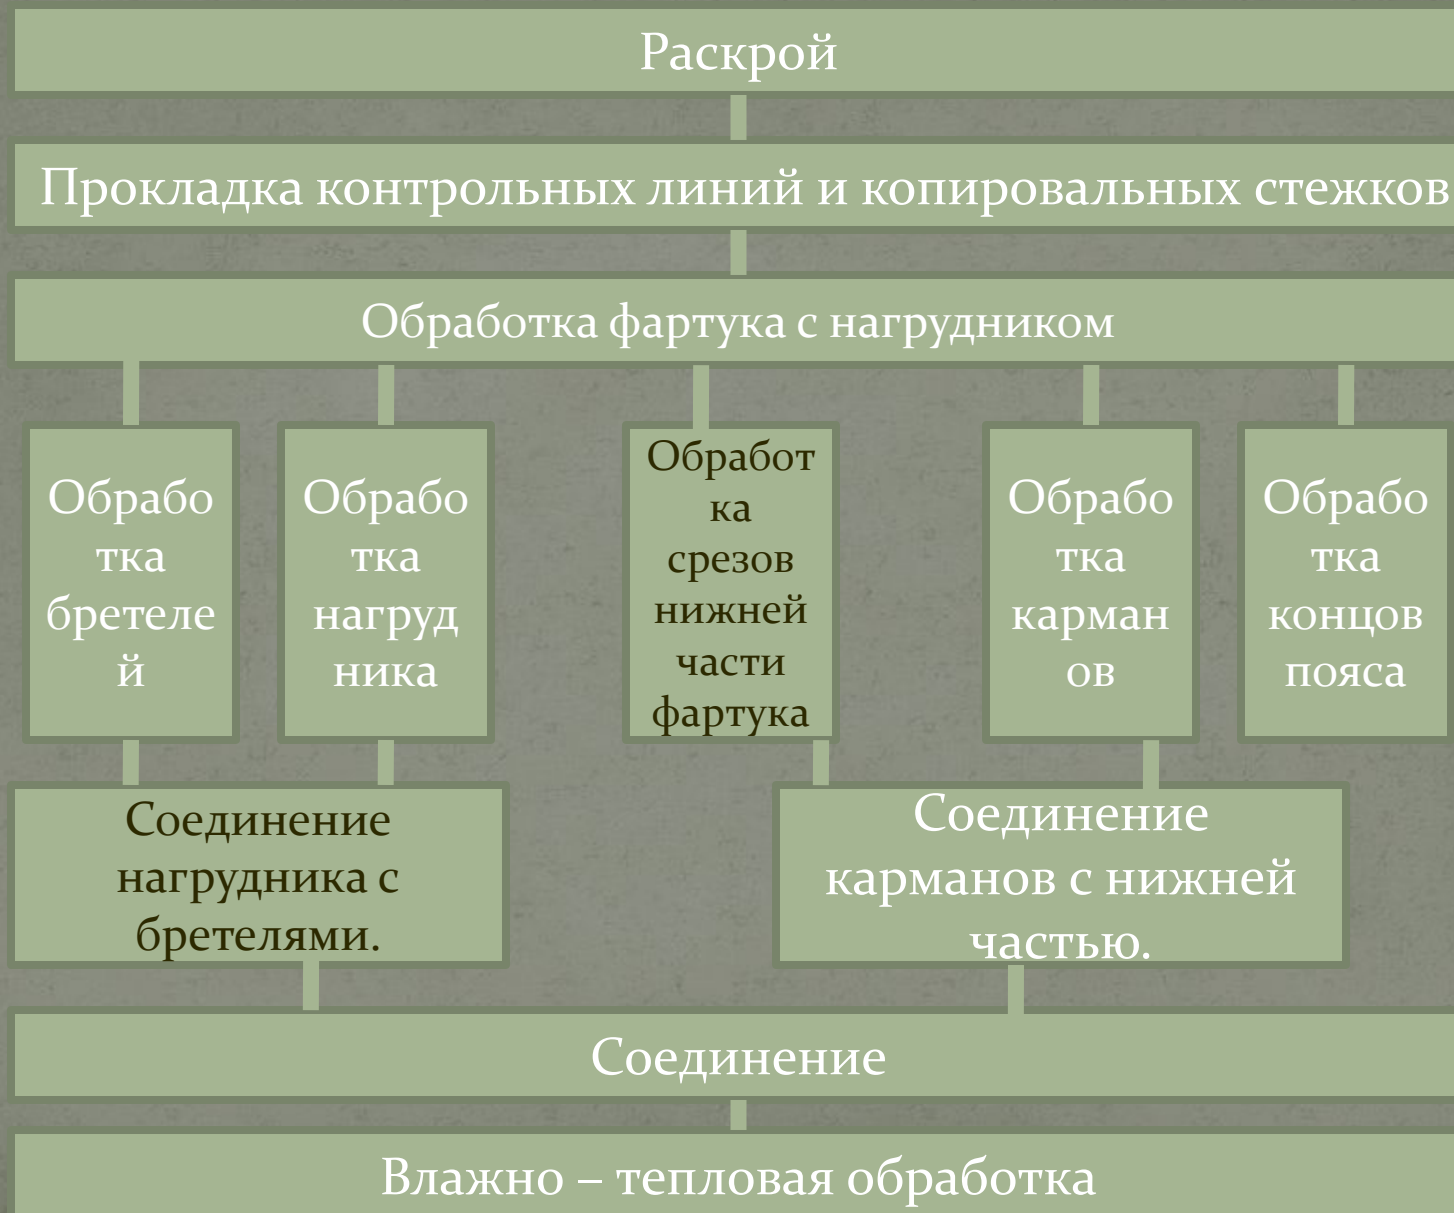 Раскрой
Прокладка контрольных линий и копировальных стежков
Обработка фартука с нагрудником
Обрабо
тка
бретеле
й
Обрабо
тка
нагруд
ника
Обработ
ка
срезов
нижней
части
фартука
Обрабо
тка
карман
ов
Обрабо
тка
концов
пояса
Соединение
нагрудника с
бретелями.
Соединение
карманов с нижней
частью.
Соединение
Влажно – тепловая обработка